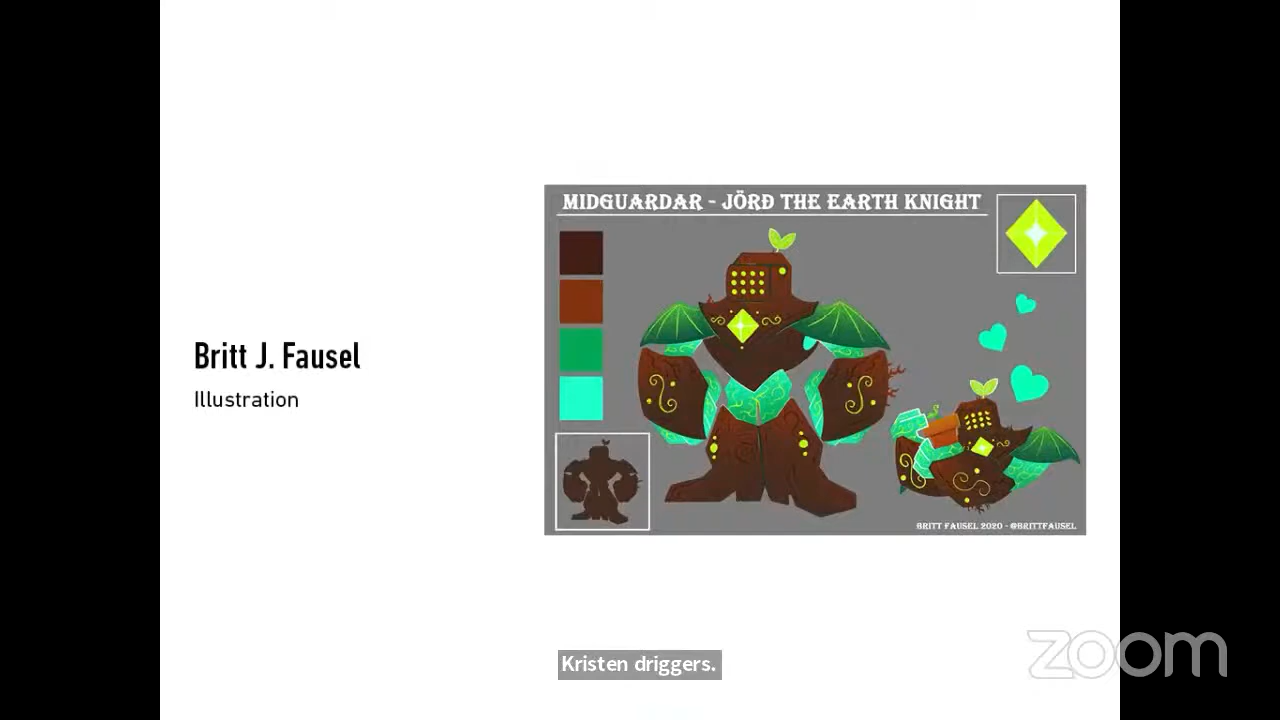 MIDGUARDAR - JÖRÐ THE EARTH KNIGHT
Britt J. Fausel
Illustration
BRITT FAUSEL 2020 - @BRITTFAUSEL
Kristen driggers.
zoom